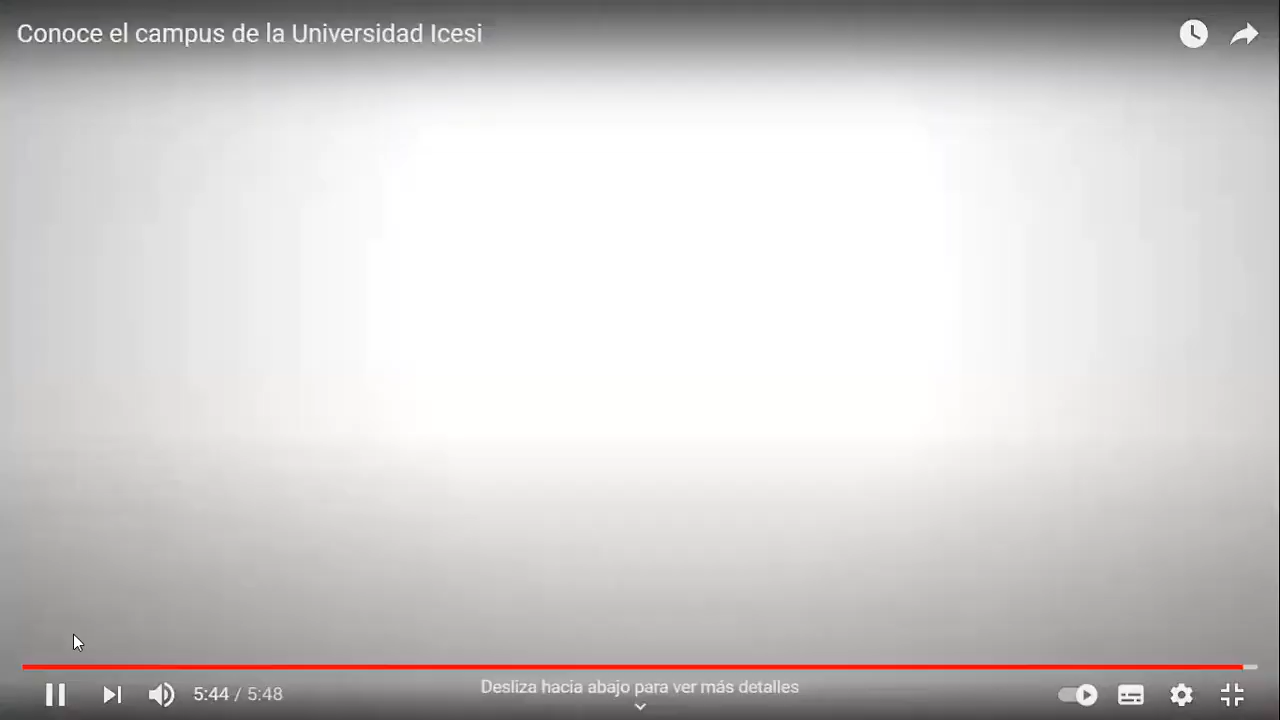 Conoce el campus de la Universidad Icesi
5:44 / 5:48
Desliza hacia abajo para ver más detalles